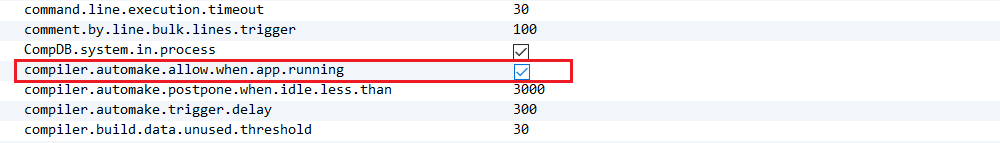 command.line.execution.timeout 30
comment.by.line.bulk.lines.trigger 100
CompDB.system.in.process
compiler.automake.allow.when.app.running
compiler.automake.postpone.when.idle.less.than 3000
compiler.automake.trigger.delay 300
compiler.build.data.unused.threshold 30